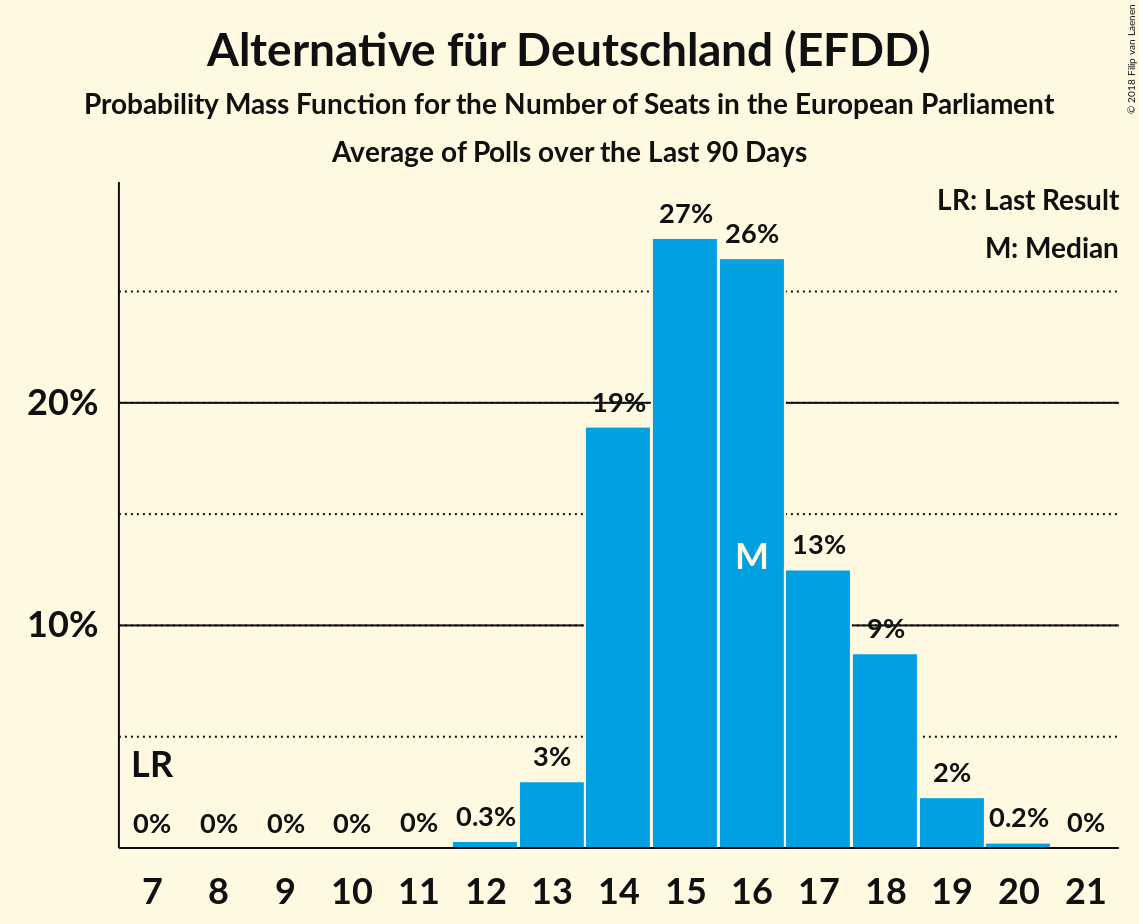 Alternative für Deutschland (EFDD)
Probability Mass Function for the Number of Seats in the European Parliament
Average of Polls over the Last 90 Days
© 2018 Filip van Laenen
LR: Last Result
M: Median
27%
26%
20%
19%
M
13%
10%
9%
LR
3%
2%
0%
0%
0%
0%
0%
0.3%
0.2%
0%
7 8 9 10 11 12 13 14 15 16 17 18 19 20 21